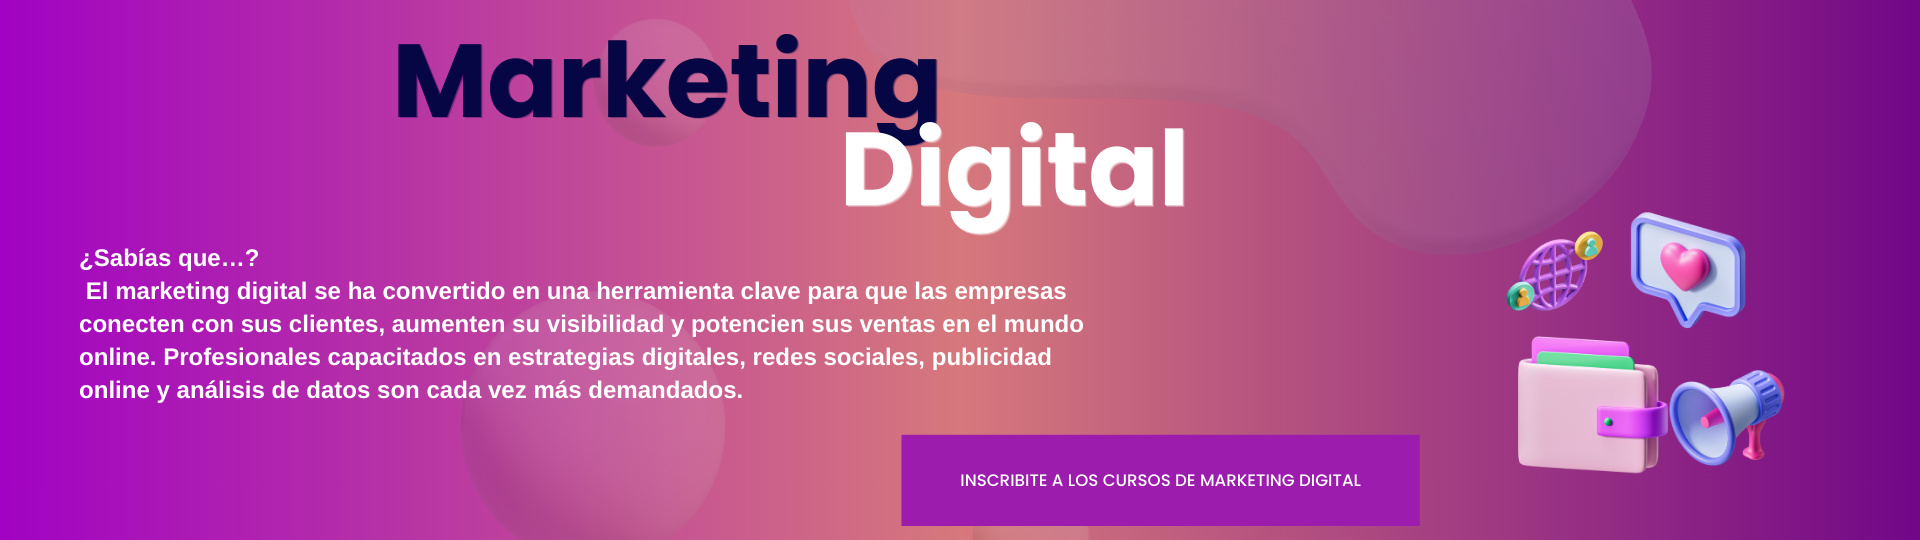 Marketing
Digital
¿Sabías que...?
El marketing digital se ha convertido en una herramienta clave para que las empresas
conecten con sus clientes, aumenten su visibilidad y potencien sus ventas en el mundo
online. Profesionales capacitados en estrategias digitales, redes sociales, publicidad
online y análisis de datos son cada vez más demandados.
INSCRIBITE A LOS CURSOS DE MARKETING DIGITAL